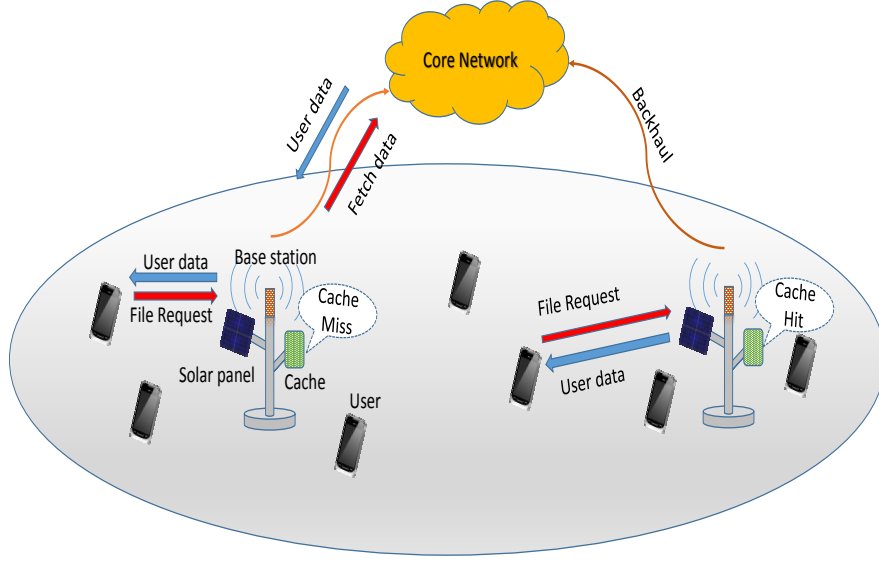 Core Network
User data
Fetch data
Backhaul
User data
Base station
File Request
Cache
Miss
Solar panel
Cache
User
File Request
User data
Cache
Hit